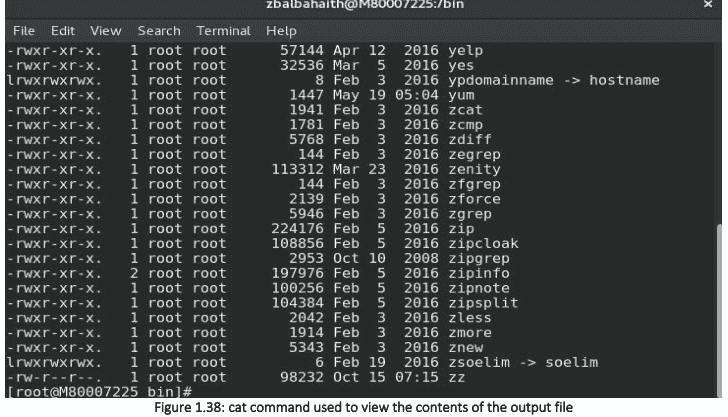 zbalbahaith@M80007225:/bin ×
File Edit View Search Terminal Help
-rwxr-xr-x. 1 root root 57144 Apr 12 2016 yelp
-rwxr-xr-x. 1 root root 32536 Mar 5 2016 yes
lrwxrwxrwx. 1 root root 8 Feb 3 2016 ypdomainname -> hostname
-rwxr-xr-x. 1 root root 1447 May 19 05:04 yum
-rwxr-xr-x. 1 root root 1941 Feb 3 2016 zcat
-rwxr-xr-x. 1 root root 1781 Feb 3 2016 zcmp
-rwxr-xr-x. 1 root root 5768 Feb 3 2016 zdiff
-rwxr-xr-x. 1 root root 144 Feb 3 2016 zegrep
-rwxr-xr-x. 1 root root 113312 Mar 23 2016 zenity
-rwxr-xr-x. 1 root root 144 Feb 3 2016 zfgrep
-rwxr-xr-x. 1 root root 2139 Feb 3 2016 zforce
-rwxr-xr-x. 1 root root 5946 Feb 3 2016 zgrep
-rwxr-xr-x. 1 root root 224176 Feb 5 2016 zip
-rwxr-xr-x. 1 root root 108856 Feb 5 2016 zipcloak
-rwxr-xr-x. 1 root root 2953 Oct 10 2008 zipgrep
-rwxr-xr-x. 2 root root 197976 Feb 5 2016 zipinfo
-rwxr-xr-x. 1 root root 100256 Feb 5 2016 zipnote
-rwxr-xr-x. 1 root root 104384 Feb 5 2016 zipsplit
-rwxr-xr-x. 1 root root 2042 Feb 3 2016 zless
-rwxr-xr-x. 1 root root 1914 Feb 3 2016 zmore
-rwxr-xr-x. 1 root root 5343 Feb 3 2016 znew
lrwxrwxrwx. 1 root root 6 Feb 19 2016 zsoelim -> soelim
-rw-r--r--. 1 root root 98232 Oct 15 07:15 zz
[root@M80007225 bin]#
Figure 1.38: cat command used to view the contents of the output file